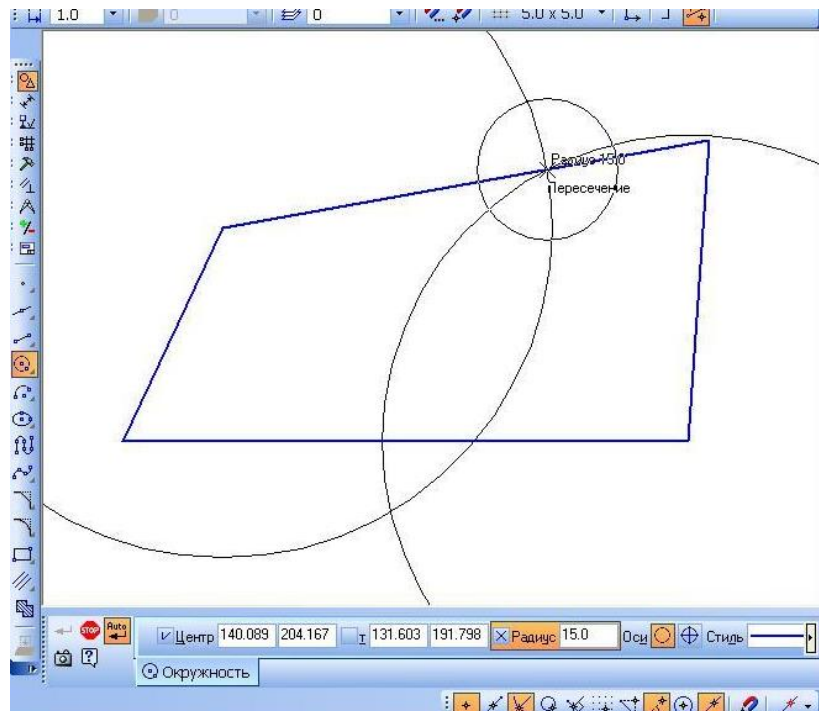 1.0 0 0 5.0 x 5.0
Радиус 15.0
Пересечение
Auto
STOP
Центр 140.089 204.167 т 131.603 191.798 Радиус 15.0 Оси Стиль
Окружность